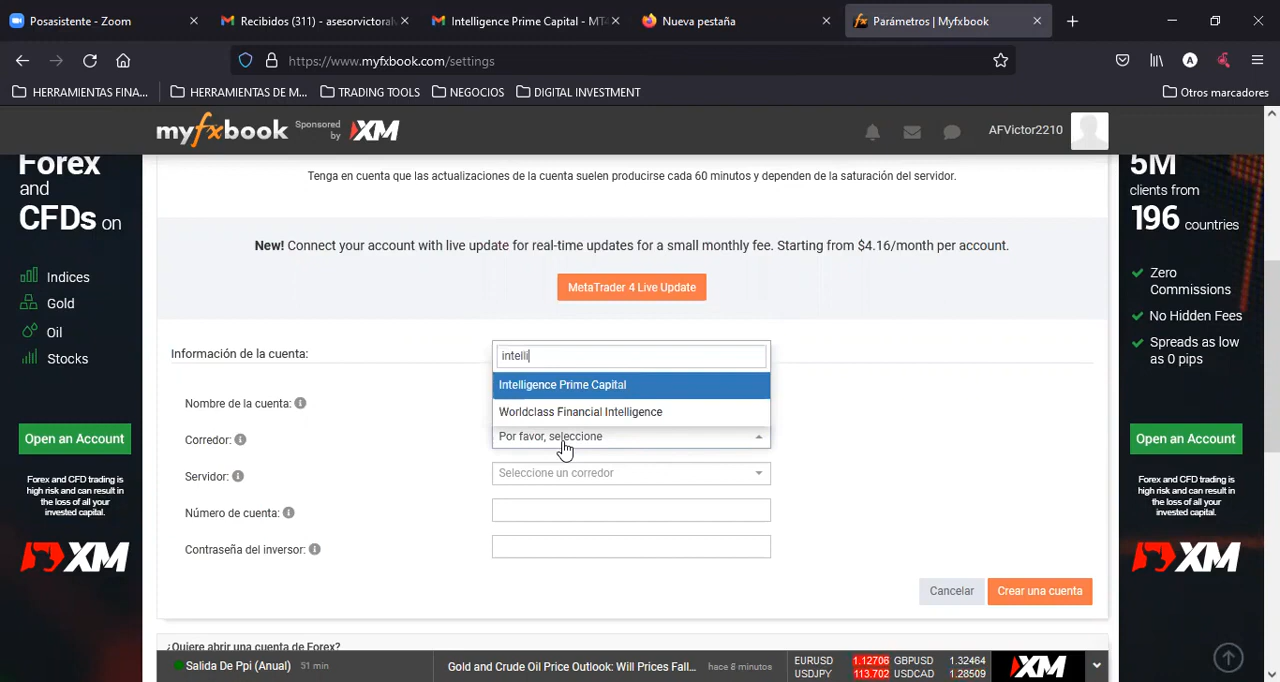 Posasistente - Zoom
Recibidos (311) - asesorvictoralv
Intelligence Prime Capital - MT4
Nueva pestaña
Parámetros | Myfxbook
https://www.myfxbook.com/settings
HERRAMIENTAS FINA...
HERRAMIENTAS DE M...
TRADING TOOLS
NEGOCIOS
DIGITAL INVESTMENT
Otros marcadores
myfxbook
Sponsored by
XM
AFVictor2210
Forex
and
CFDs on
Indices
Gold
Oil
Stocks
Open an Account
Forex and CFD trading is
high risk and can result in
the loss of all your
invested capital.
XM
Tenga en cuenta que las actualizaciones de la cuenta suelen producirse cada 60 minutos y dependen de la saturación del servidor.
New! Connect your account with live update for real-time updates for a small monthly fee. Starting from $4.16/month per account.
MetaTrader 4 Live Update
Información de la cuenta:
intelli
Intelligence Prime Capital
Worldclass Financial Intelligence
Nombre de la cuenta:
Corredor:
Por favor, seleccione
Servidor:
Seleccione un corredor
Número de cuenta:
Contraseña del inversor:
Cancelar
Crear una cuenta
¿Quiere abrir una cuenta de Forex?
Salida De Ppi (Anual)
51 min
Gold and Crude Oil Price Outlook: Will Prices Fall...
hace 8 minutos
EURUSD 1.12706 GBPUSD 1.32464
USDJPY 113.702 USDCAD 1.28509
XM
5M
clients from
196 countries
Zero
Commissions
No Hidden Fees
Spreads as low
as 0 pips
Open an Account
Forex and CFD trading is
high risk and can result in
the loss of all your
invested capital.
XM